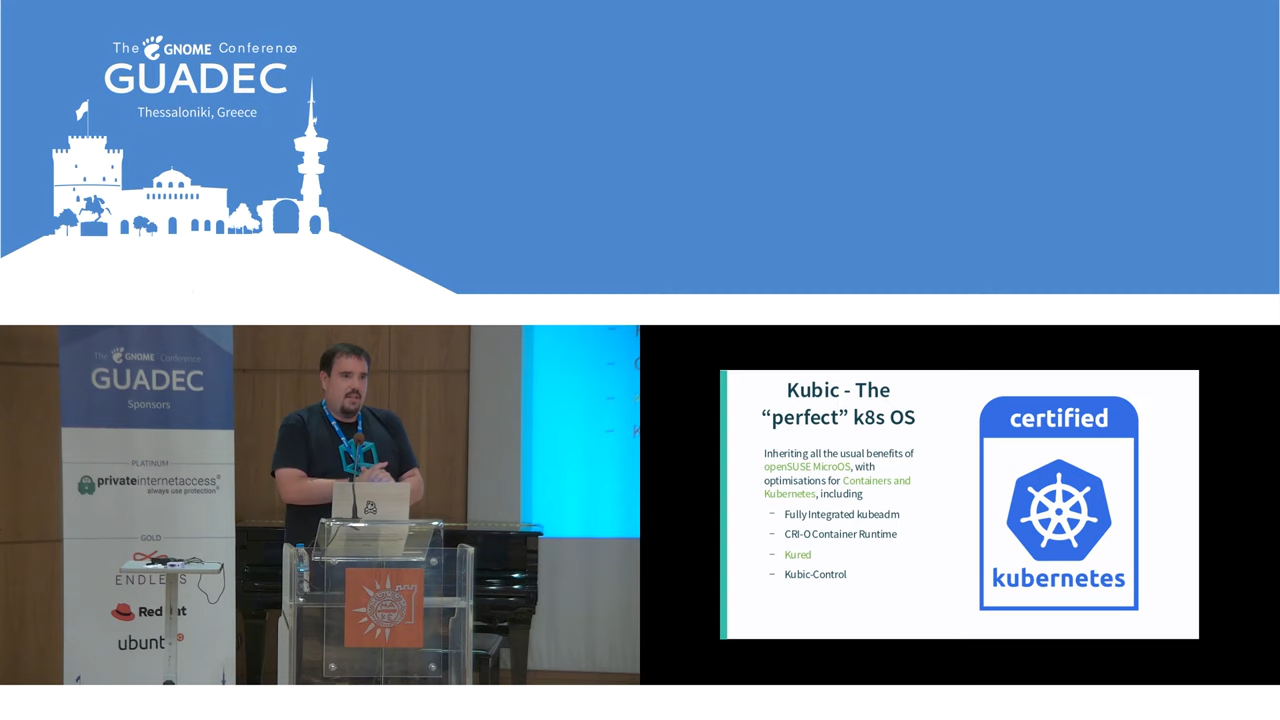 The GNOME Conference
GUADEC
Thessaloniki, Greece
The GNOME Conference
GUADEC
Sponsors
PLATINUM
privateinternetaccess
always use protection
GOLD
ENDLESS
ubunt
Kubic - The
“perfect” k8s OS
Inheriting all the usual benefits of
openSUSE MicroOS, with
optimisations for Containers and
Kubernetes, including
– Fully Integrated kubeadm
– CRI-O Container Runtime
– Kured
– Kubic-Control
certified
kubernetes